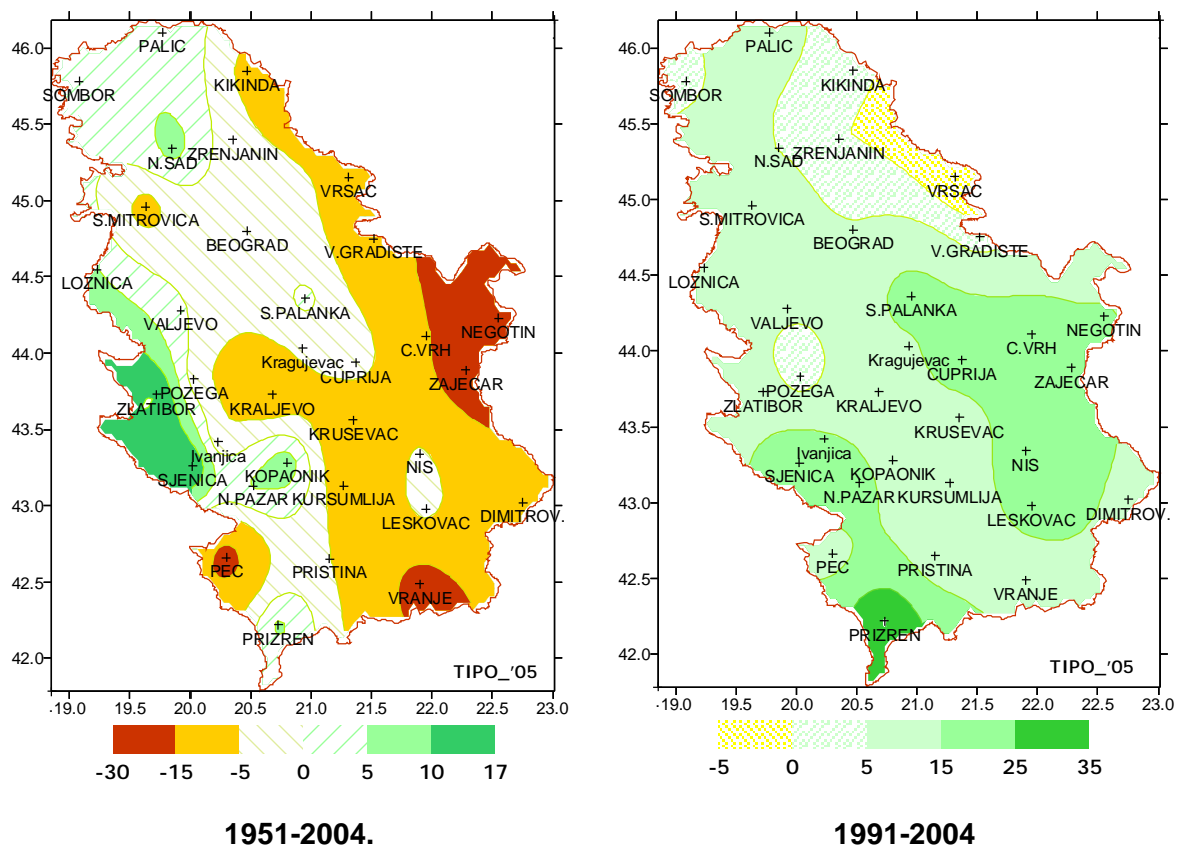 46.0
45.5
45.0
44.5
44.0
43.5
43.0
42.5
42.0
PALIC
SOMBOR
KIKINDA
N.SAD
ZRENJANIN
VRSAC
S.MITROVICA
BEOGRAD
V.GRADISTE
LOZNICA
VALJEVO
S.PALANKA
NEGOTIN
C.VRH
Kragujevac
CUPRIJA
ZAJECAR
POZEGA
ZLATIBOR
KRALJEVO
KRUSEVAC
Ivanjica
SJENICA
KOPAONIK
NIS
N.PAZAR
KURSUMLIJA
LESKOVAC
DIMITROV.
PEC
PRISTINA
VRANJE
PRIZREN
TIPO_'05
19.0 19.5 20.0 20.5 21.0 21.5 22.0 22.5 23.0
-30 -15 -5 0 5 10 17
1951-2004.
46.0
45.5
45.0
44.5
44.0
43.5
43.0
42.5
42.0
PALIC
SOMBOR
KIKINDA
N.SAD
ZRENJANIN
VRSAC
S.MITROVICA
BEOGRAD
V.GRADISTE
LOZNICA
VALJEVO
S.PALANKA
NEGOTIN
C.VRH
Kragujevac
CUPRIJA
ZAJECAR
POZEGA
ZLATIBOR
KRALJEVO
KRUSEVAC
Ivanjica
SJENICA
KOPAONIK
NIS
N.PAZAR
KURSUMLIJA
LESKOVAC
DIMITROV.
PEC
PRISTINA
VRANJE
PRIZREN
TIPO_'05
19.0 19.5 20.0 20.5 21.0 21.5 22.0 22.5 23.0
-5 0 5 15 25 35
1991-2004